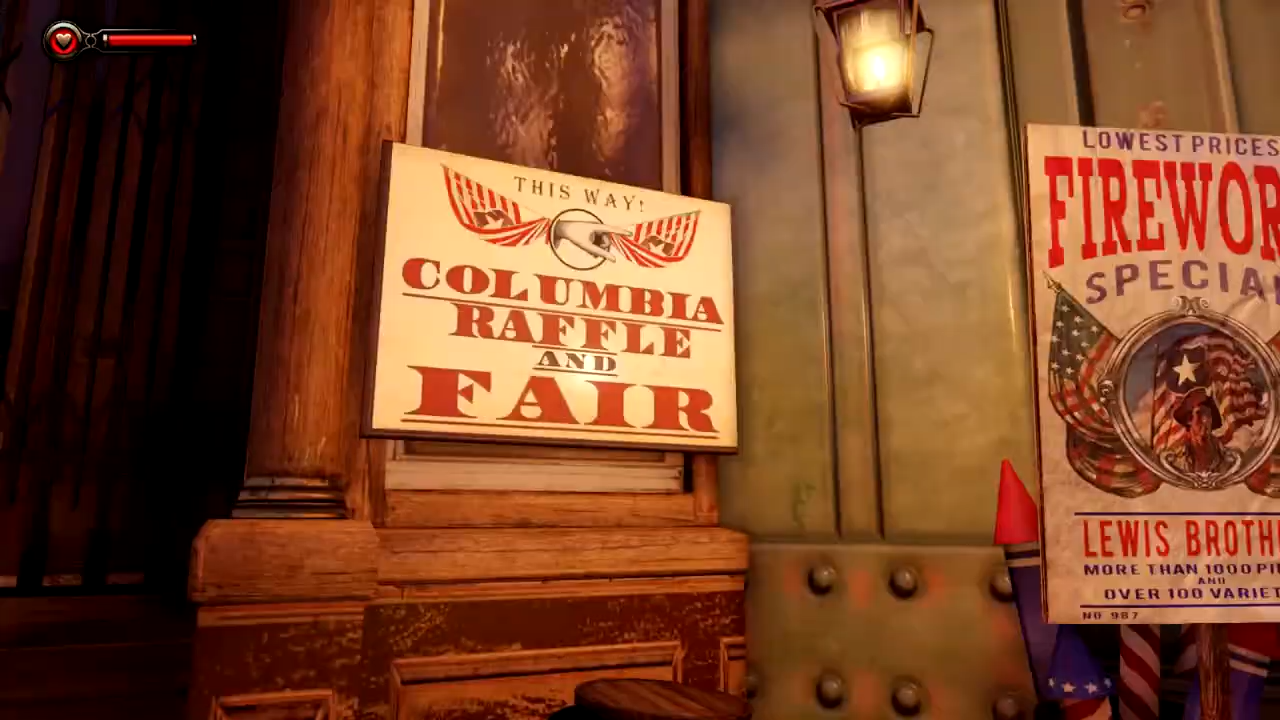 THIS WAY!
COLUMBIA
RAFFLE
AND
FAIR
LOWEST PRICES
FIREWOR
SPECIA
LEWIS BROTH
MORE THAN 1000 PI
AND
OVER 100 VARIET
NO 987